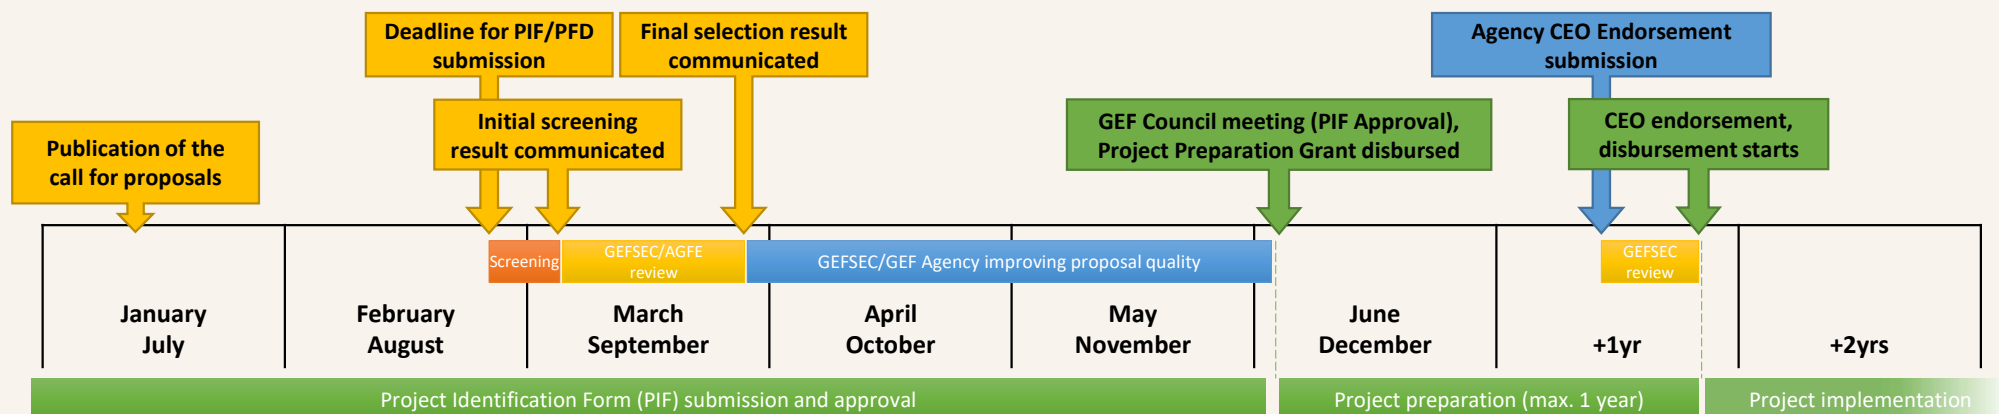 Deadline for PIF/PFD
submission
Final selection result
communicated
Agency CEO Endorsement
submission
Publication of the
call for proposals
Initial screening
result communicated
GEF Council meeting (PIF Approval),
Project Preparation Grant disbursed
CEO endorsement,
disbursement starts
Screening
GEFSEC/AGFE
review
GEFSEC/GEF Agency improving proposal quality
GEFSEC
review
January
July
February
August
March
September
April
October
May
November
June
December
+1yr
+2yrs
Project Identification Form (PIF) submission and approval
Project preparation (max. 1 year)
Project implementation